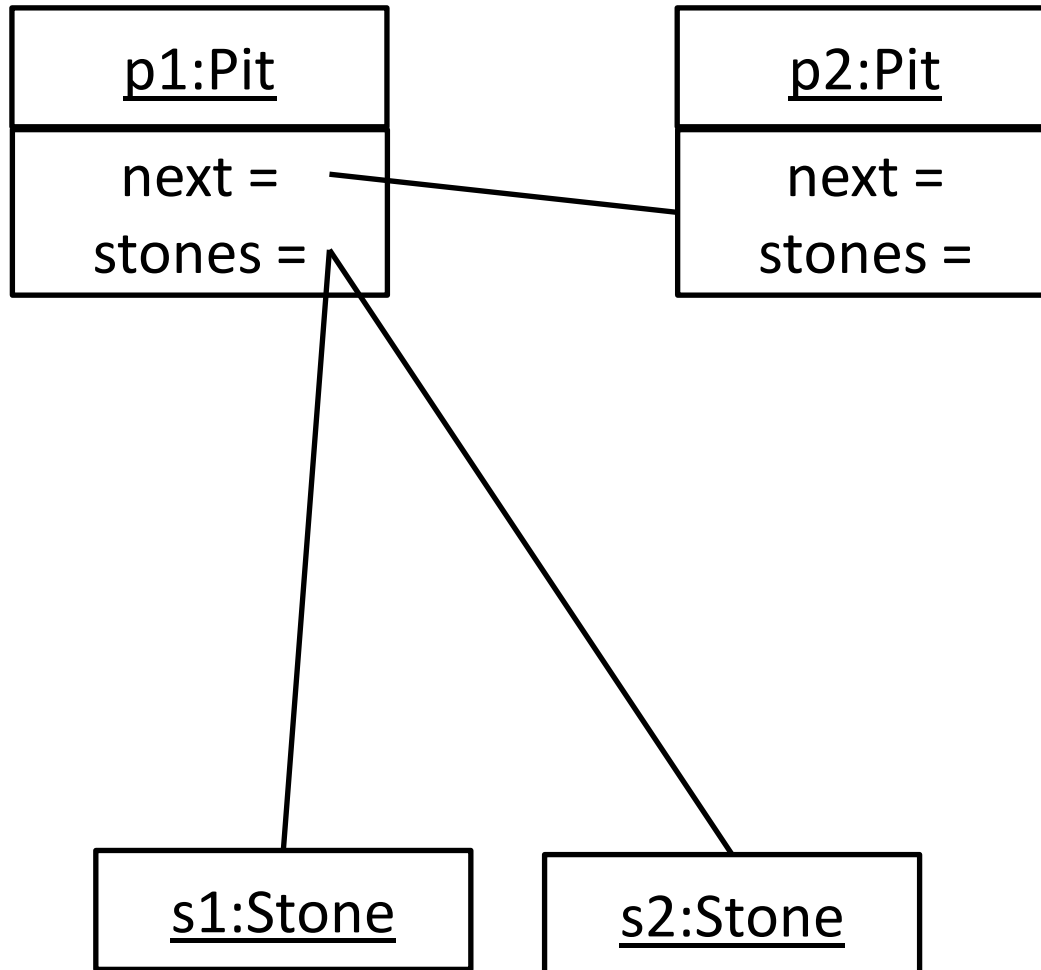 p1:Pit
next =
stones =
p2:Pit
next =
stones =
s1:Stone
s2:Stone